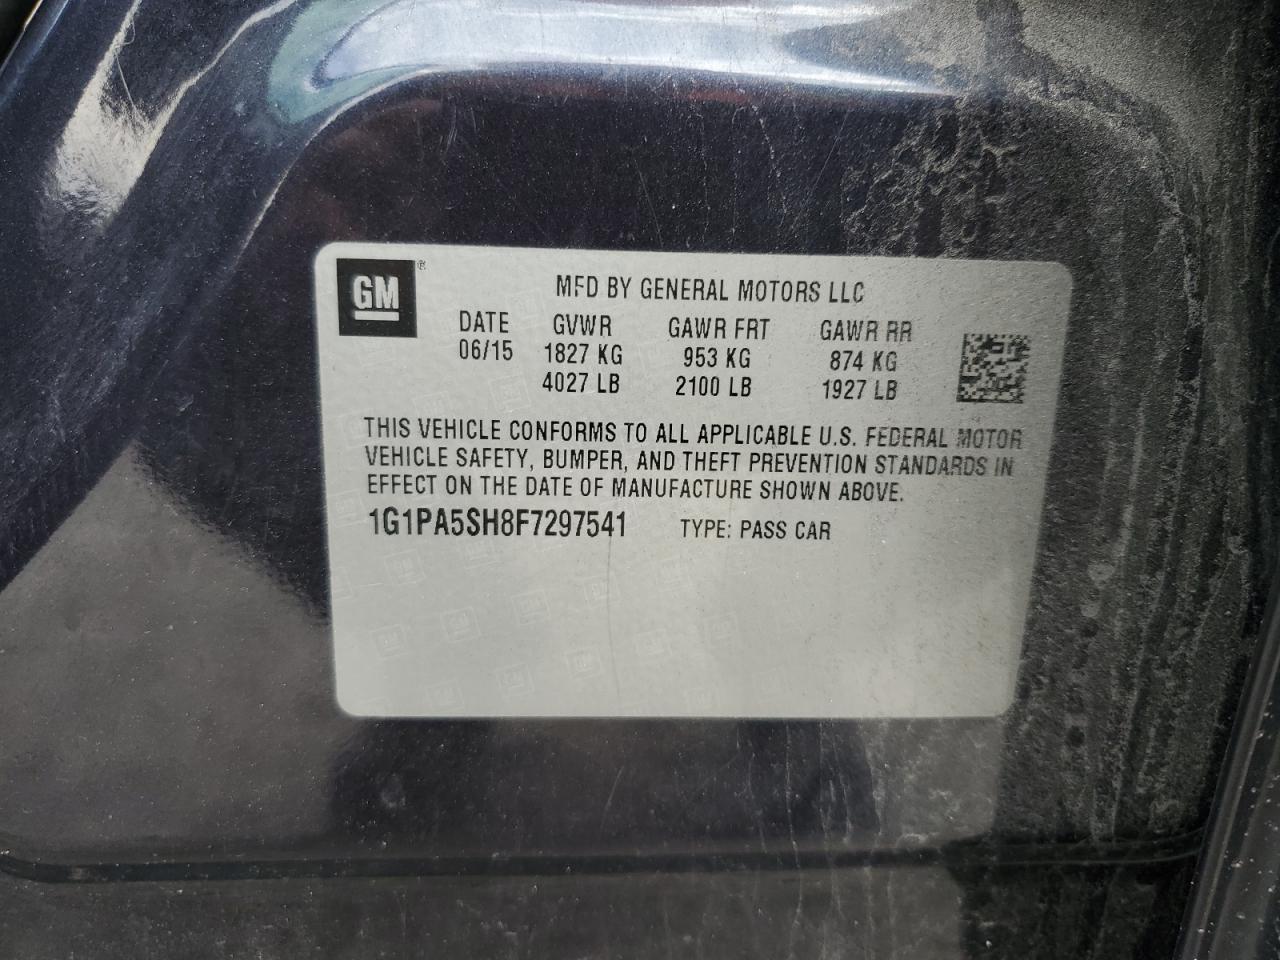 GM®
MFD BY GENERAL MOTORS LLC
DATE GVWR GAWR FRT GAWR RR
06/15 1827 KG 953 KG 874 KG
4027 LB 2100 LB 1927 LB
THIS VEHICLE CONFORMS TO ALL APPLICABLE U.S. FEDERAL MOTOR
VEHICLE SAFETY, BUMPER, AND THEFT PREVENTION STANDARDS IN
EFFECT ON THE DATE OF MANUFACTURE SHOWN ABOVE.
1G1PA5SH8F7297541 TYPE: PASS CAR